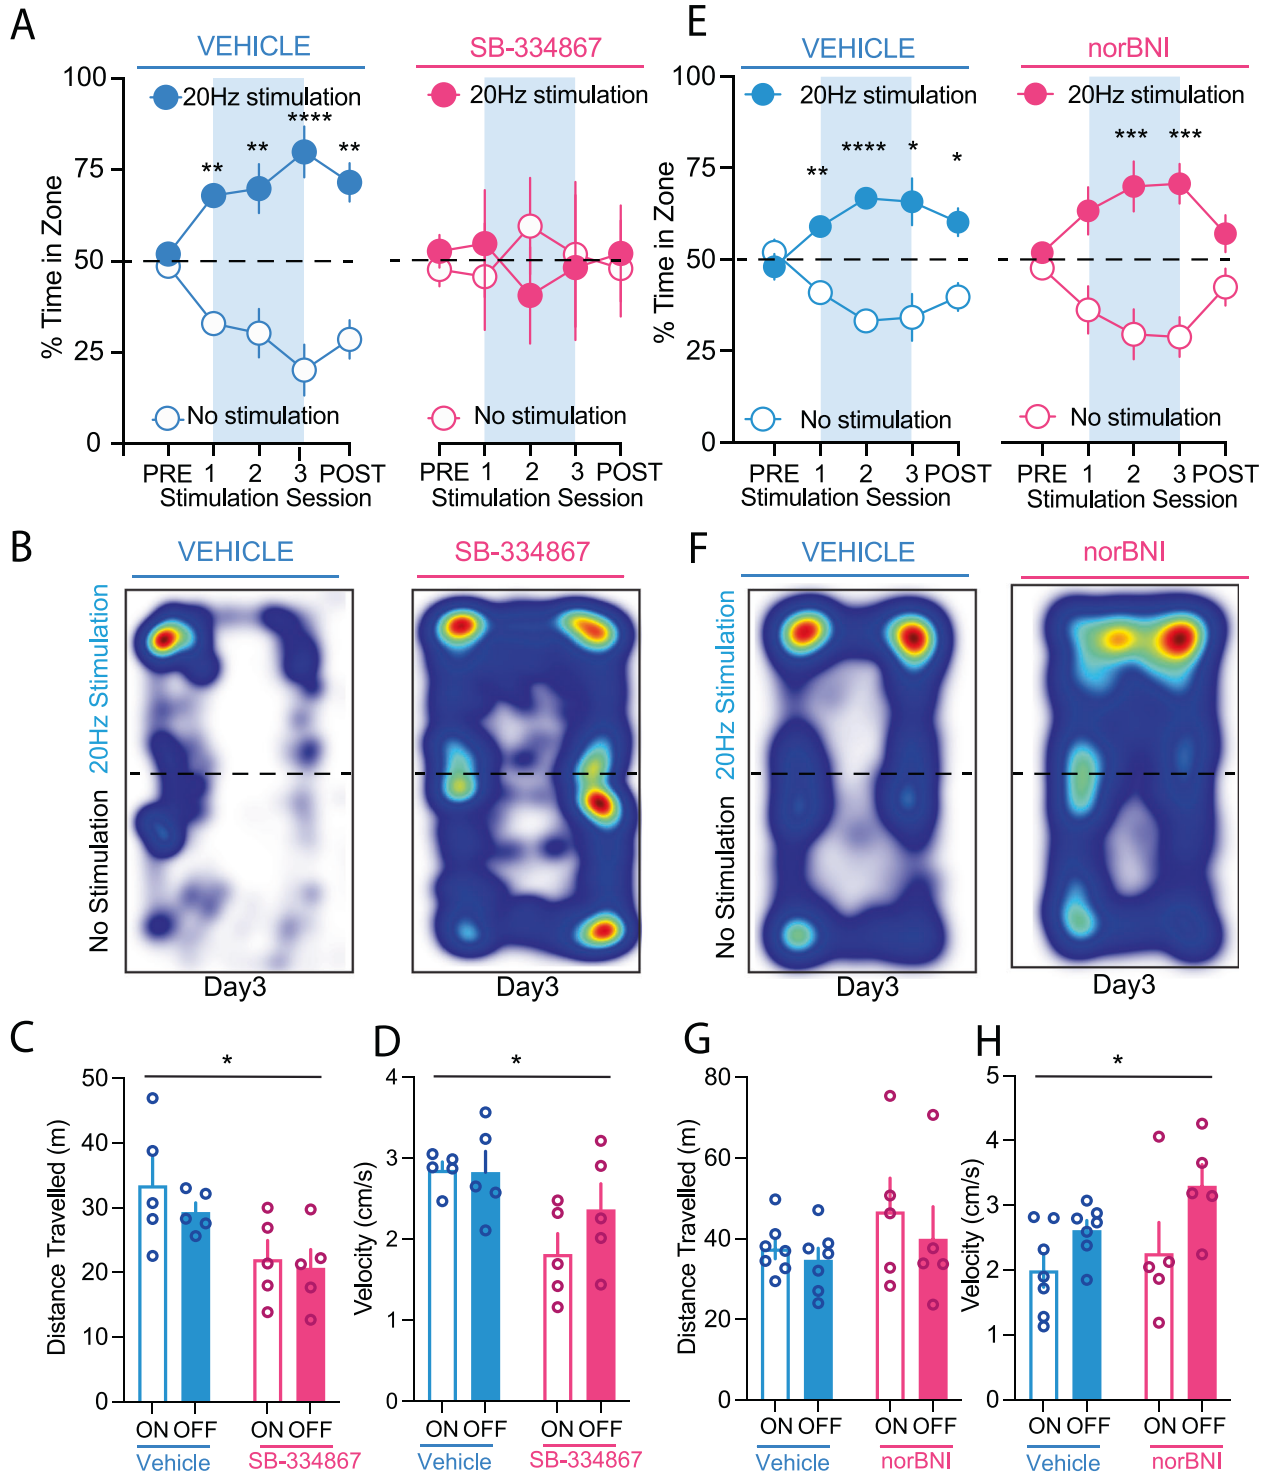 A
VEHICLE
SB-334867
100
75
50
25
0
% Time in Zone
20Hz stimulation
**
**
****
**
No stimulation
20Hz stimulation
No stimulation
PRE 1 2 3 POST
Stimulation Session
PRE 1 2 3 POST
Stimulation Session
E
VEHICLE
norBNI
100
75
50
25
0
% Time in Zone
20Hz stimulation
**
****
*
*
No stimulation
20Hz stimulation
***
***
No stimulation
PRE 1 2 3 POST
Stimulation Session
PRE 1 2 3 POST
Stimulation Session
B
VEHICLE
SB-334867
No Stimulation 20Hz Stimulation
Day3
Day3
F
VEHICLE
norBNI
No Stimulation 20Hz Stimulation
Day3
Day3
C
*
50
40
30
20
10
0
Distance Travelled (m)
ON OFF
Vehicle
ON OFF
SB-334867
D
*
4
3
2
1
0
Velocity (cm/s)
ON OFF
Vehicle
ON OFF
SB-334867
G
80
60
40
20
0
Distance Travelled (m)
ON OFF
Vehicle
ON OFF
norBNI
H
*
5
4
3
2
1
0
Velocity (cm/s)
ON OFF
Vehicle
ON OFF
norBNI